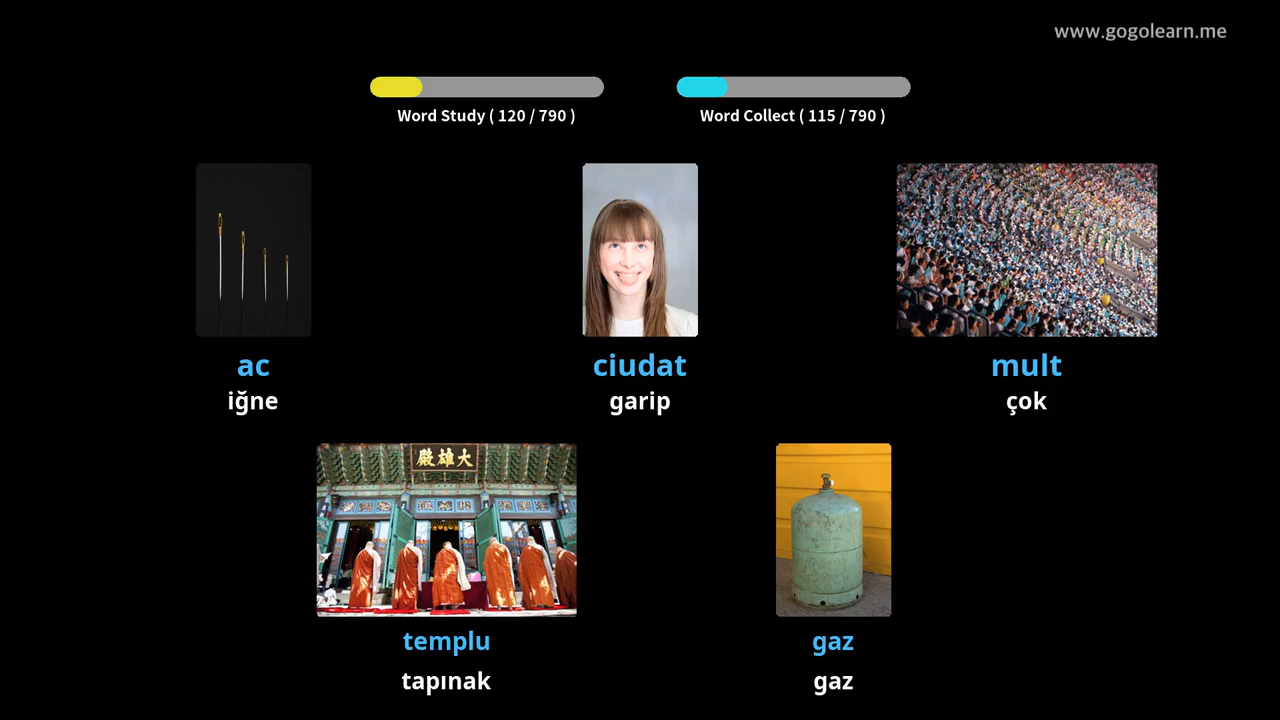 www.gogolearn.me
Word Study ( 120 / 790 )
Word Collect ( 115 / 790 )
ac
iğne
ciudat
garip
mult
çok
殿雄大
templu
tapınak
gaz
gaz